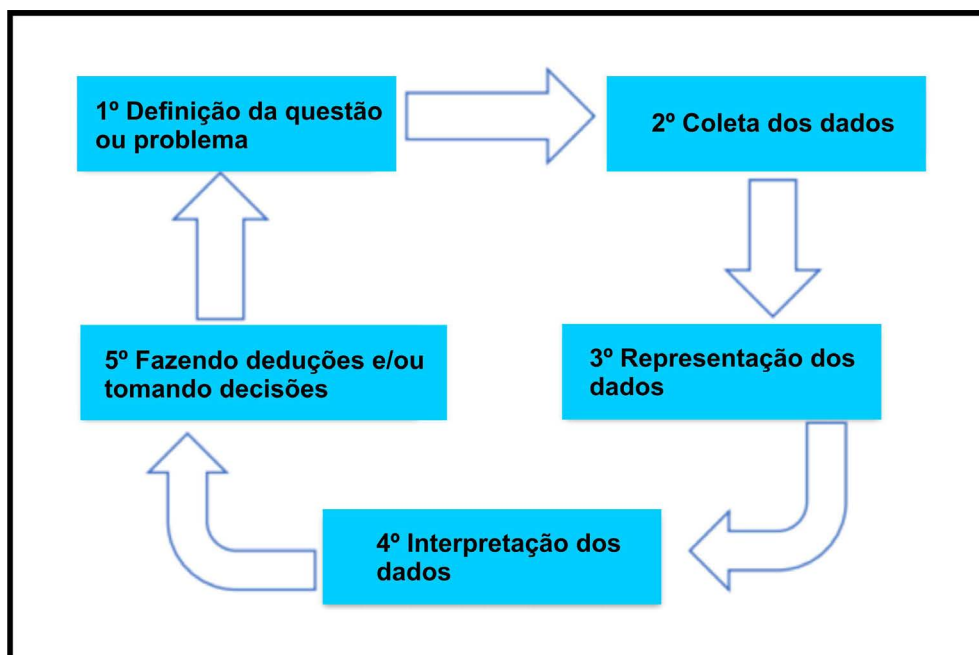 1º Definição da questão
ou problema
2º Coleta dos dados
3º Representação dos
dados
4º Interpretação dos
dados
5º Fazendo deduções e/ou
tomando decisões